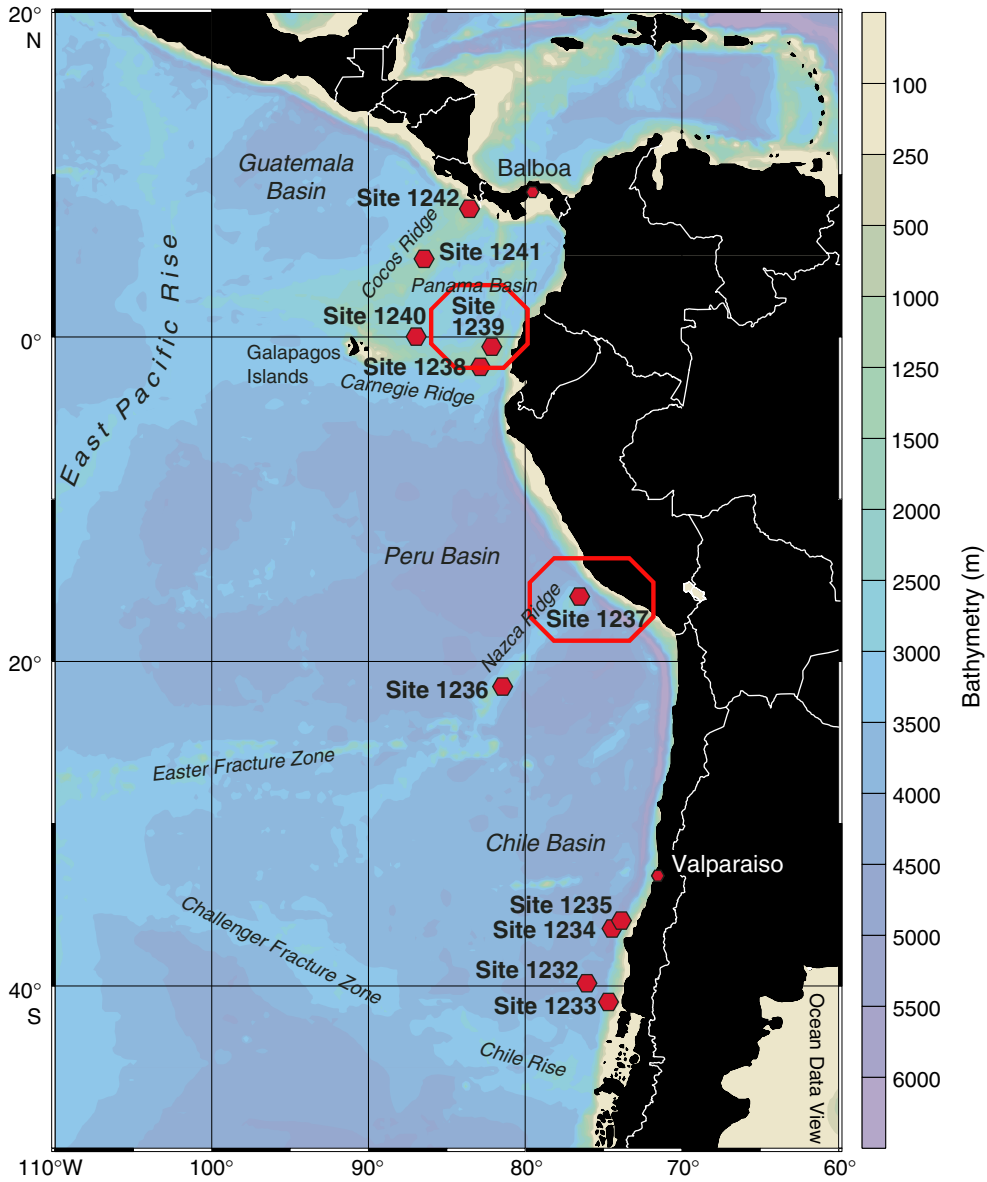 20°
N
0°
20°
40°
S
110°W
100°
90°
80°
70°
60°
Guatemala
Basin
Balboa
Site 1242
Cocos Ridge
Site 1241
Panama Basin
Site 1240
Site
1239
Galapagos
Islands
Site 1238
Carnegie Ridge
East Pacific Rise
Peru Basin
Nazca Ridge
Site 1237
Site 1236
Easter Fracture Zone
Chile Basin
Valparaiso
Site 1235
Site 1234
Challenger Fracture Zone
Site 1232
Site 1233
Chile Rise
Ocean Data View
100
250
500
1000
1250
1500
2000
2500
3000
3500
4000
4500
5000
5500
6000
Bathymetry (m)